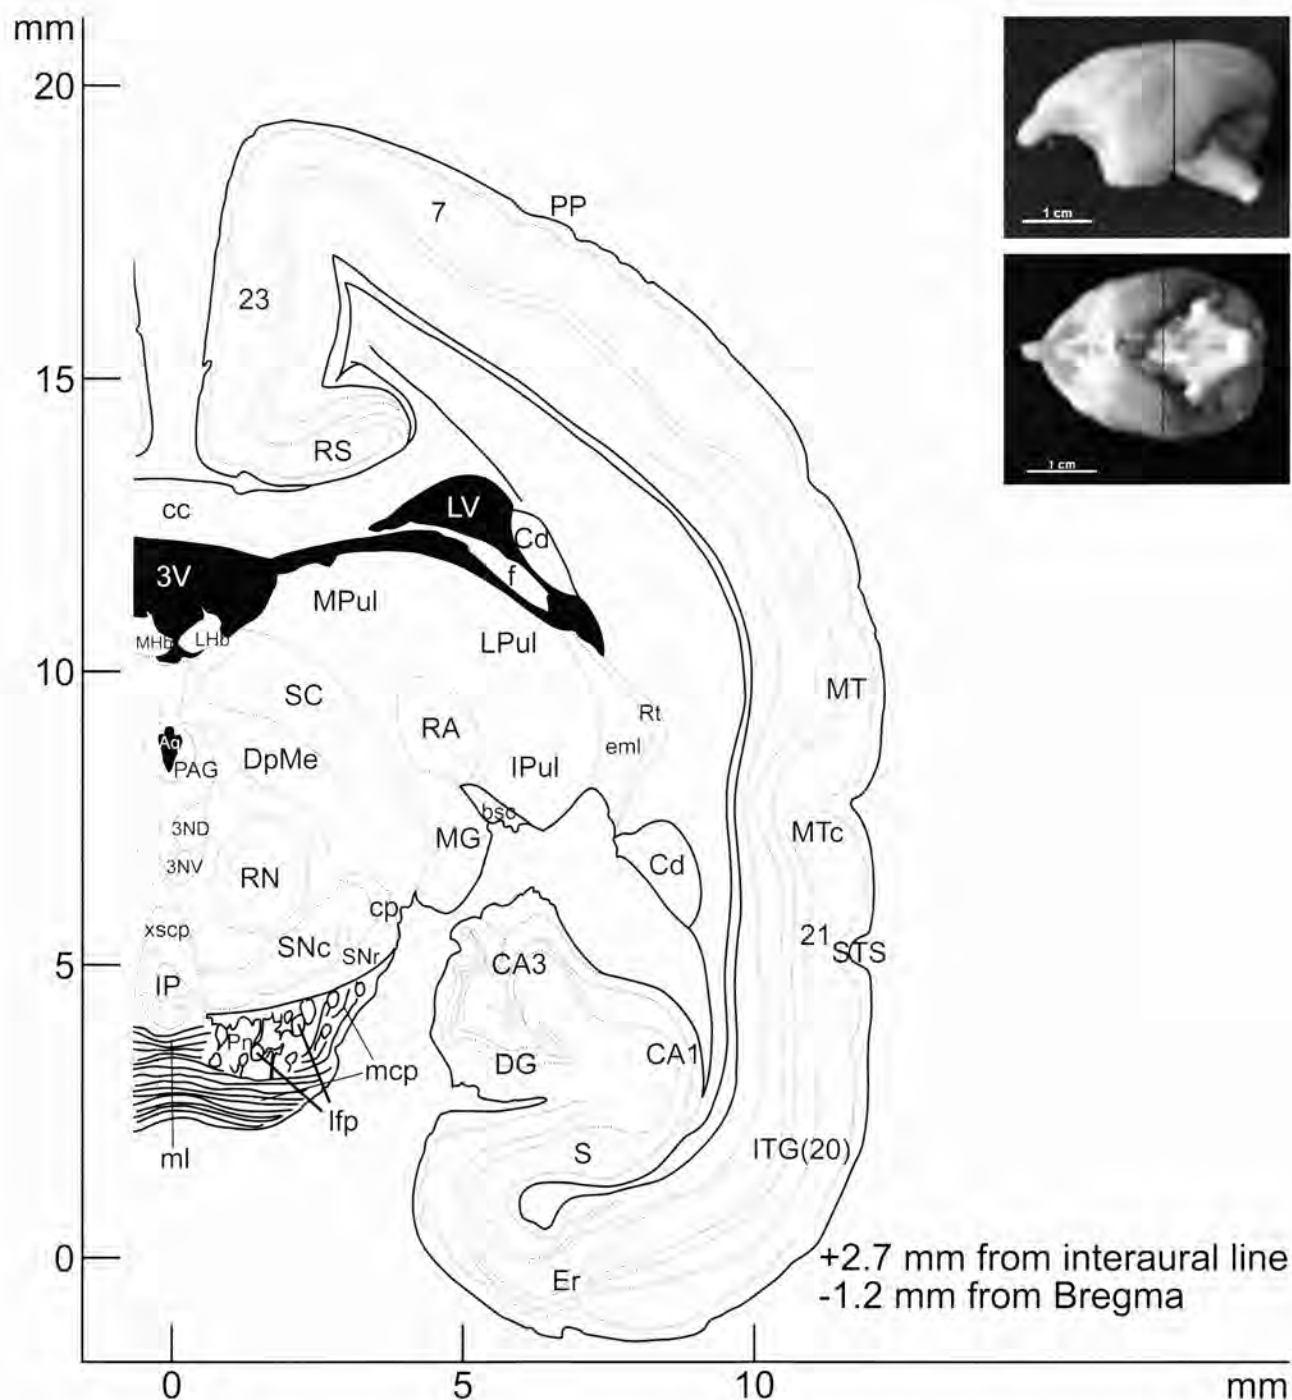 mm
20
15
10
5
0
0
5
10
mm
1 cm
1 cm
PP
7
23
RS
cc
LV
Cd
3V
f
MPul
MHb
LHb
LPul
SC
MT
Rt
RA
Aq
eml
DpMe
PAG
IPul
bsc
3ND
MTc
MG
3NV
Cd
RN
cp
xscp
21
SNc
STS
SNr
CA3
IP
Pn
CA1
DG
mcp
lfp
S
ITG(20)
ml
Er
+2.7 mm from interaural line
-1.2 mm from Bregma